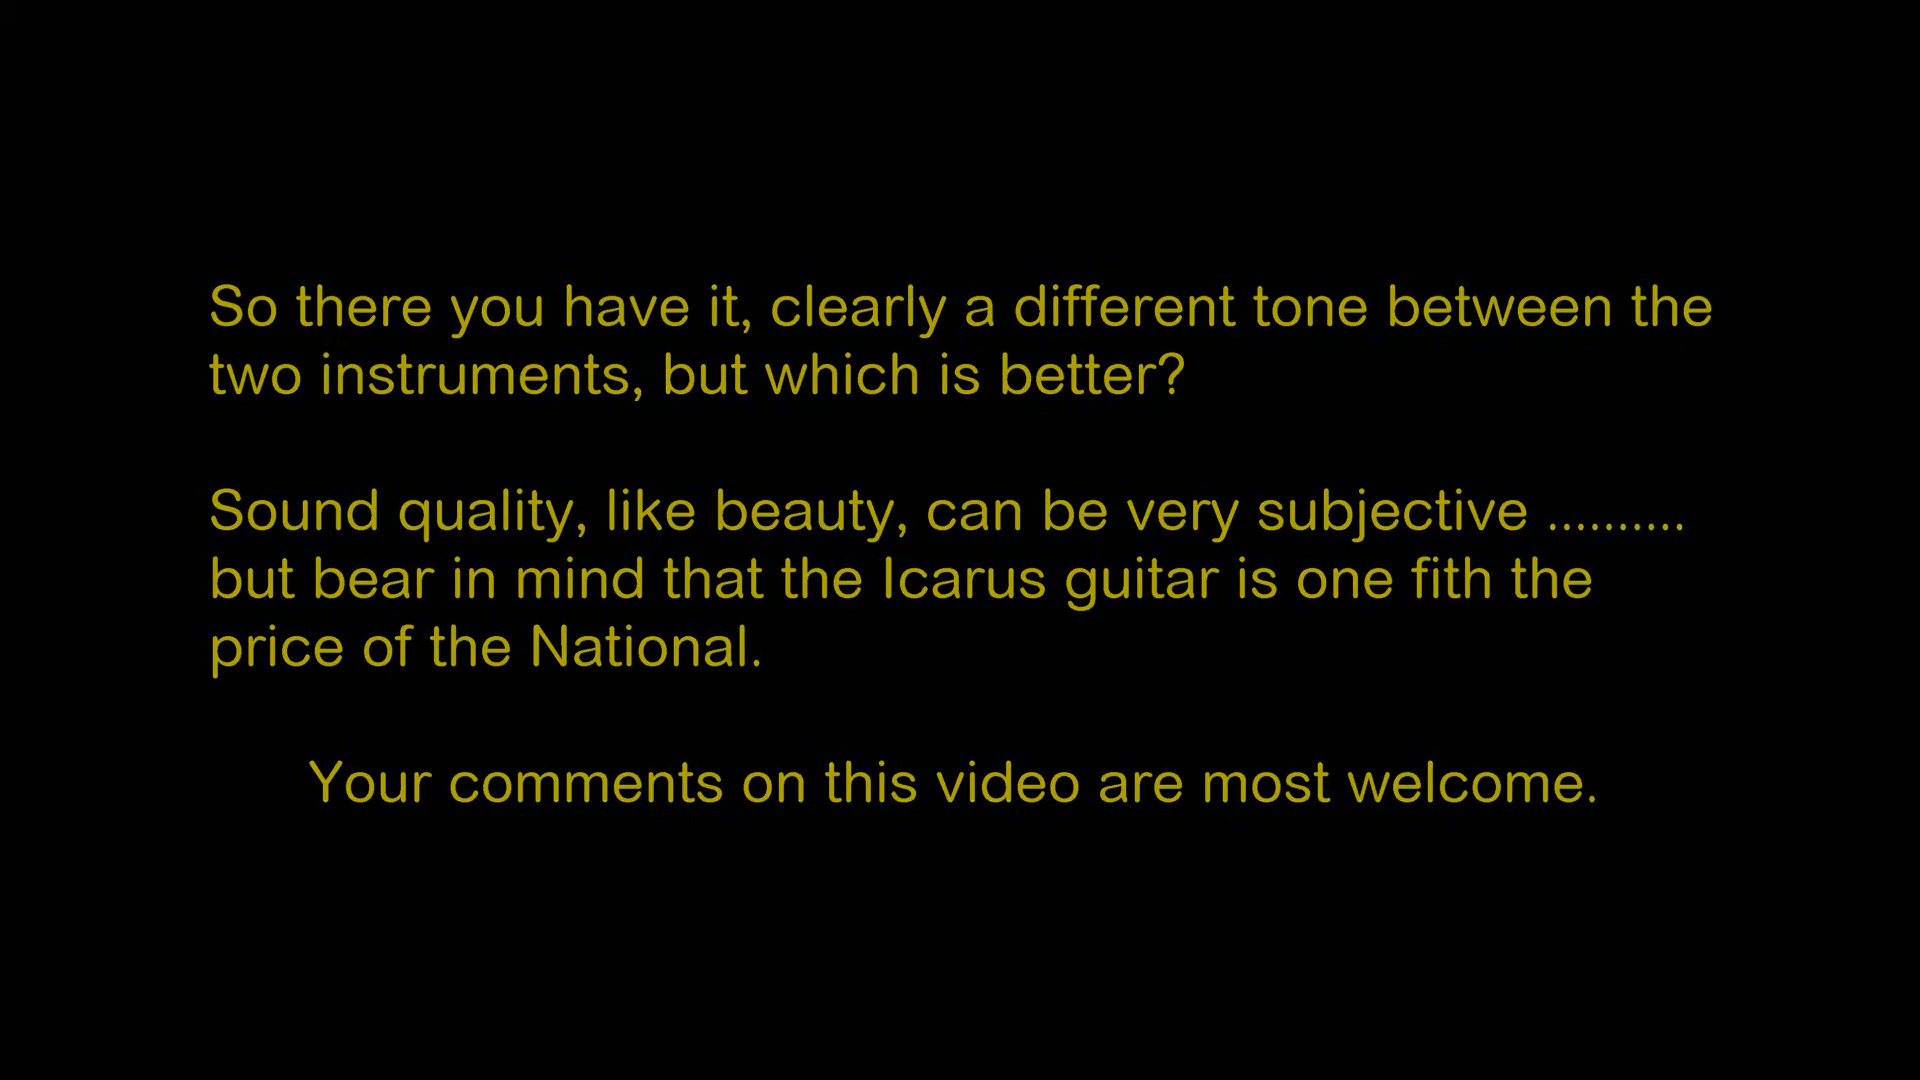 So there you have it, clearly a different tone between the
two instruments, but which is better?
Sound quality, like beauty, can be very subjective ..........
but bear in mind that the Icarus guitar is one fith the
price of the National.
Your comments on this video are most welcome.